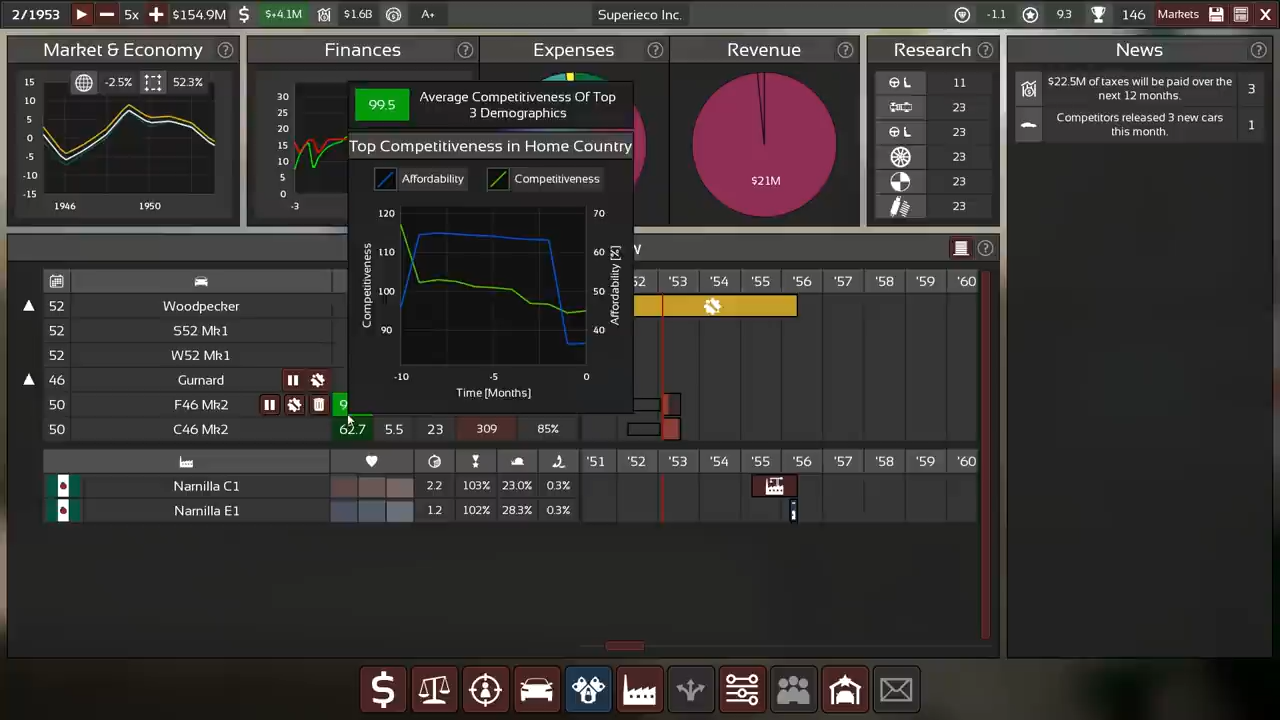 2/1953 5x $154.9M $+4.1M $1.6B A+ Superieco Inc. -1.1 9.3 146 Markets
Market & Economy
-2.5% 52.3%
15
10
5
0
-5
-10
-15
1946 1950
Finances
30
25
20
15
10
5
0
-3
Expenses
Revenue
$21M
Research
L 11
23
L 23
23
23
23
News
$22.5M of taxes will be paid over the
next 12 months.
3
Competitors released 3 new cars
this month.
1
99.5
Average Competitiveness Of Top
3 Demographics
Top Competitiveness in Home Country
Affordability Competitiveness
120 70
110 60
100 50
90 40
Competitiveness
Affordability [%]
-10 -5 0
Time [Months]
W
52 '53 '54 '55 '56 '57 '58 '59 '60
52 Woodpecker
52 S52 Mk1
52 W52 Mk1
46 Gurnard
50 F46 Mk2 9
50 C46 Mk2 62.7 5.5 23 309 85%
'51 '52 '53 '54 '55 '56 '57 '58 '59 '60
Narnilla C1 2.2 103% 23.0% 0.3%
Narnilla E1 1.2 102% 28.3% 0.3%